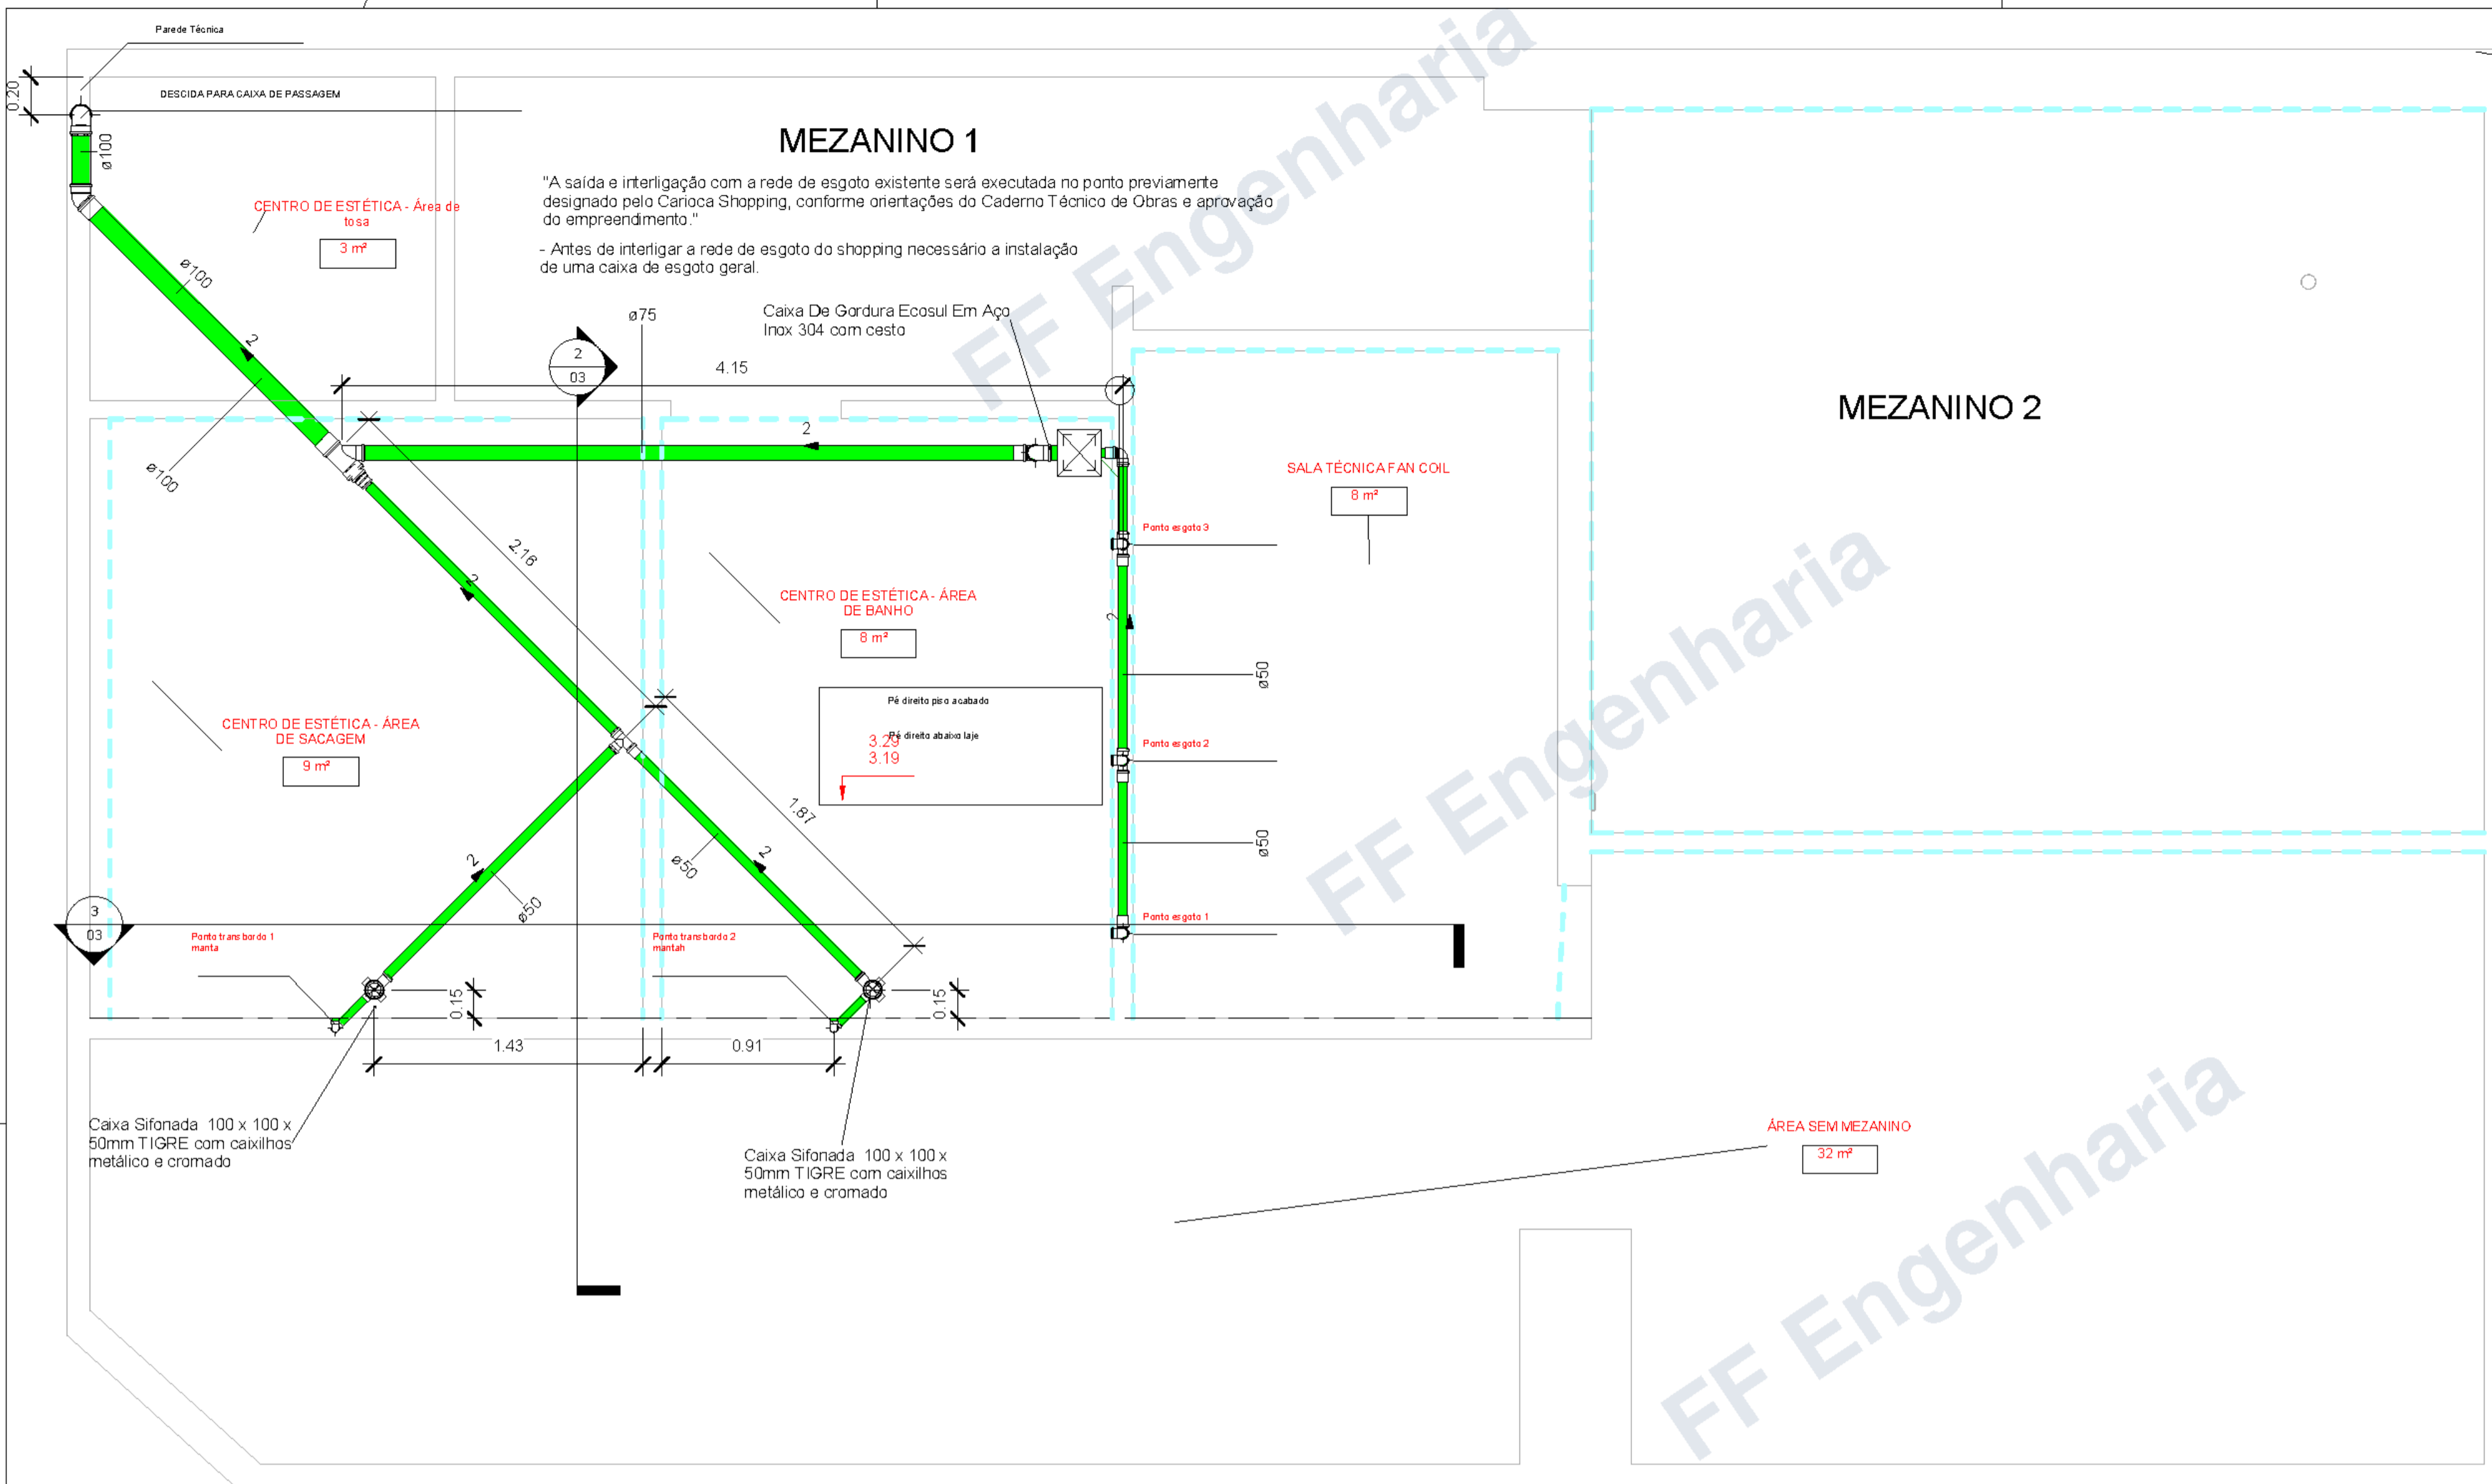 Parede Técnica
0.20
DESCIDA PARA CAIXA DE PASSAGEM
ø100
MEZANINO 1
"A saída e interligação com a rede de esgoto existente será executada no ponto previamente
designado pelo Carioca Shopping, conforme orientações do Caderno Técnico de Obras e aprovação
do empreendimento."
- Antes de interligar a rede de esgoto do shopping necessário a instalação
de uma caixa de esgoto geral.
CENTRO DE ESTÉTICA - Área de
tosa
3 m²
ø100
2
ø75
Caixa De Gordura Ecosul Em Aço
Inox 304 com cesto
2
03
4.15
MEZANINO 2
2
ø100
SALA TÉCNICA FAN COIL
8 m²
Ponto esgoto 3
2.16
2
CENTRO DE ESTÉTICA - ÁREA
DE BANHO
8 m²
2
ø50
Pé direito piso acabado
Pé direito abaixo laje
3.29
3.19
CENTRO DE ESTÉTICA - ÁREA
DE SACAGEM
9 m²
Ponto esgoto 2
1.87
2
ø50
2
ø50
ø50
3
03
Ponto esgoto 1
Ponto transbordo 1
manta
Ponto transbordo 2
mantah
0.15
0.15
1.43
0.91
Caixa Sifonada 100 x 100 x
50mm TIGRE com caixilhos
metálico e cromado
Caixa Sifonada 100 x 100 x
50mm TIGRE com caixilhos
metálico e cromado
ÁREA SEM MEZANINO
32 m²
FF Engenharia
FF Engenharia
FF Engenharia